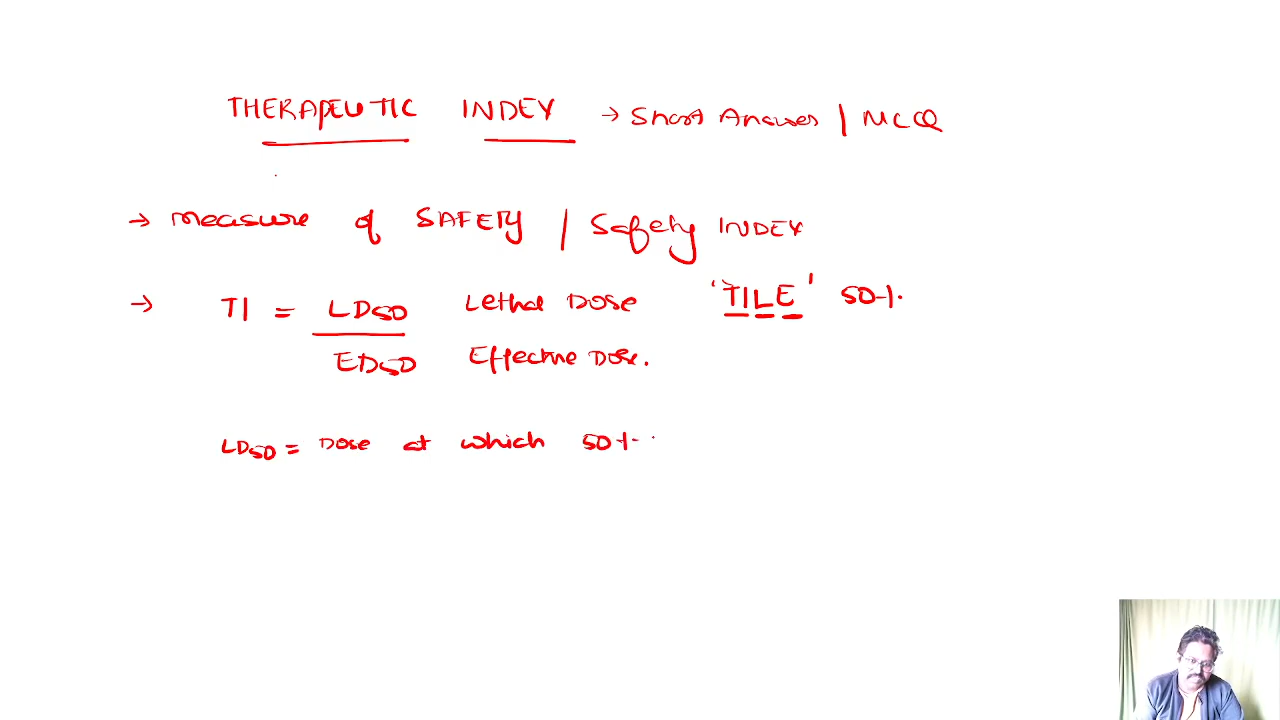 THERAPEUTIC INDEX → Short Answer | MCQ
→ Measure of SAFETY / Safety INDEX
→ TI = LD50 Lethal Dose 'TILE' 50%
ED50 Effective Dose.
LD50 = Dose at which 50%